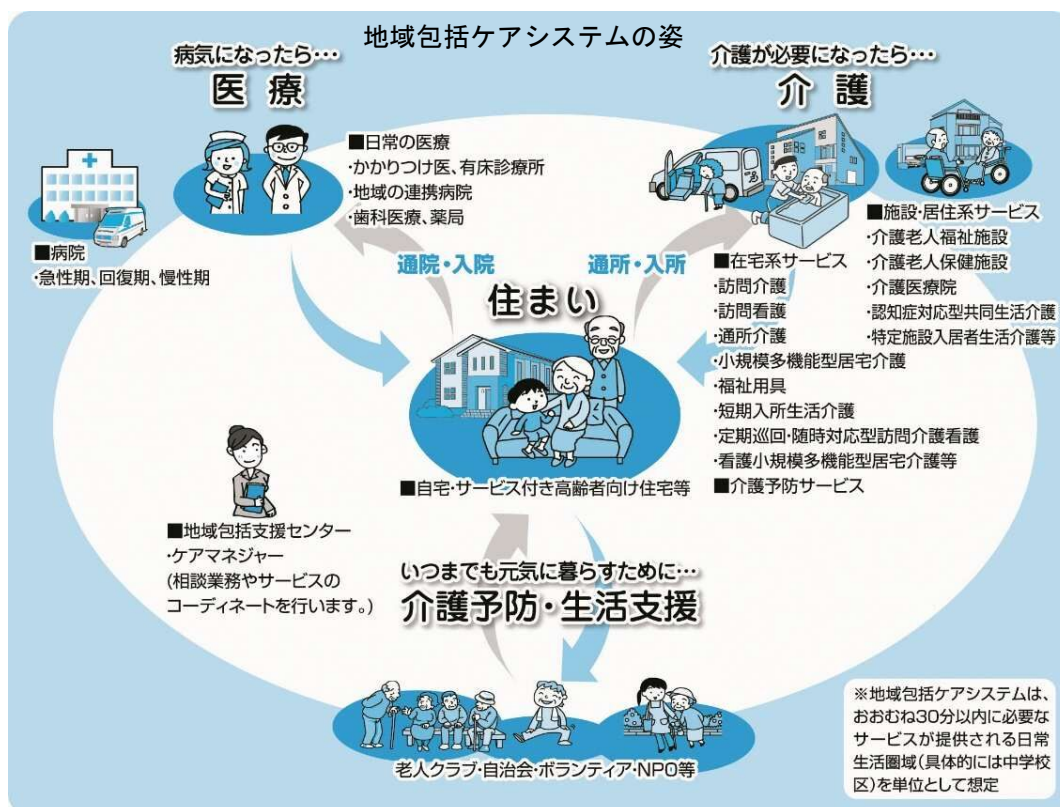 地域包括ケアシステムの姿
病気になったら…
医療
■日常の医療
・かかりつけ医、有床診療所
・地域の連携病院
・歯科医療、薬局
■病院
・急性期、回復期、慢性期
介護が必要になったら…
介護
■施設・居住系サービス
・介護老人福祉施設
・介護老人保健施設
・介護医療院
・認知症対応型共同生活介護
・特定施設入居者生活介護等
■在宅系サービス
・訪問介護
・訪問看護
・通所介護
・小規模多機能型居宅介護
・福祉用具
・短期入所生活介護
・定期巡回・随時対応型訪問介護看護
・看護小規模多機能型居宅介護等
■介護予防サービス
通院・入院
通所・入所
住まい
■自宅・サービス付き高齢者向け住宅等
■地域包括支援センター
・ケアマネジャー
(相談業務やサービスの
コーディネートを行います。)
いつまでも元気に暮らすために…
介護予防・生活支援
老人クラブ・自治会・ボランティア・NPO等
※地域包括ケアシステムは、
おおむね30分以内に必要な
サービスが提供される日常
生活圏域(具体的には中学校
区)を単位として想定